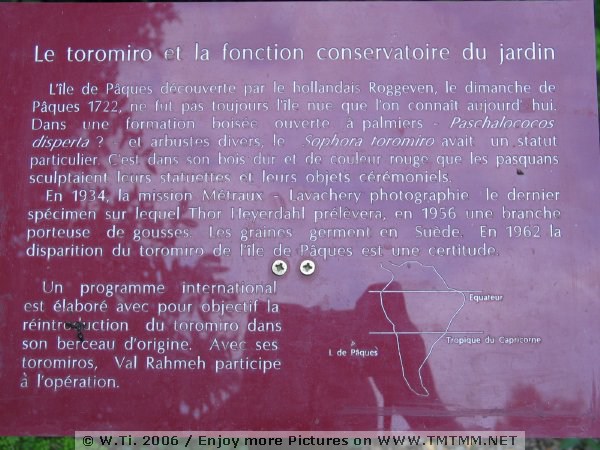 Le toromiro et la fonction conservatoire du jardin
L'île de Pâques découverte par le hollandais Roggeven, le dimanche de
Pâques 1722, ne fut pas toujours l'île nue que l'on connaît aujourd' hui.
Dans une formation boisée ouverte à palmiers - Paschalococos
disperta ? - et arbustes divers, le Sophora toromiro avait un statut
particulier. C'est dans son bois dur et de couleur rouge que les pasquans
sculptaient leurs statuettes et leurs objets cérémoniels.
En 1934, la mission Métraux - Lavachery photographie le dernier
spécimen sur lequel Thor Heyerdahl prélèvera, en 1956 une branche
porteuse de gousses. Les graines germent en Suède. En 1962 la
disparition du toromiro de l'île de Pâques est une certitude.
Un programme international
est élaboré avec pour objectif la
réintroduction du toromiro dans
son berceau d'origine. Avec ses
toromiros, Val Rahmeh participe
à l'opération.
Equateur
Tropique du Capricorne
I. de Pâques
© W.Ti. 2006 / Enjoy more Pictures on WWW.TMTMM.NET